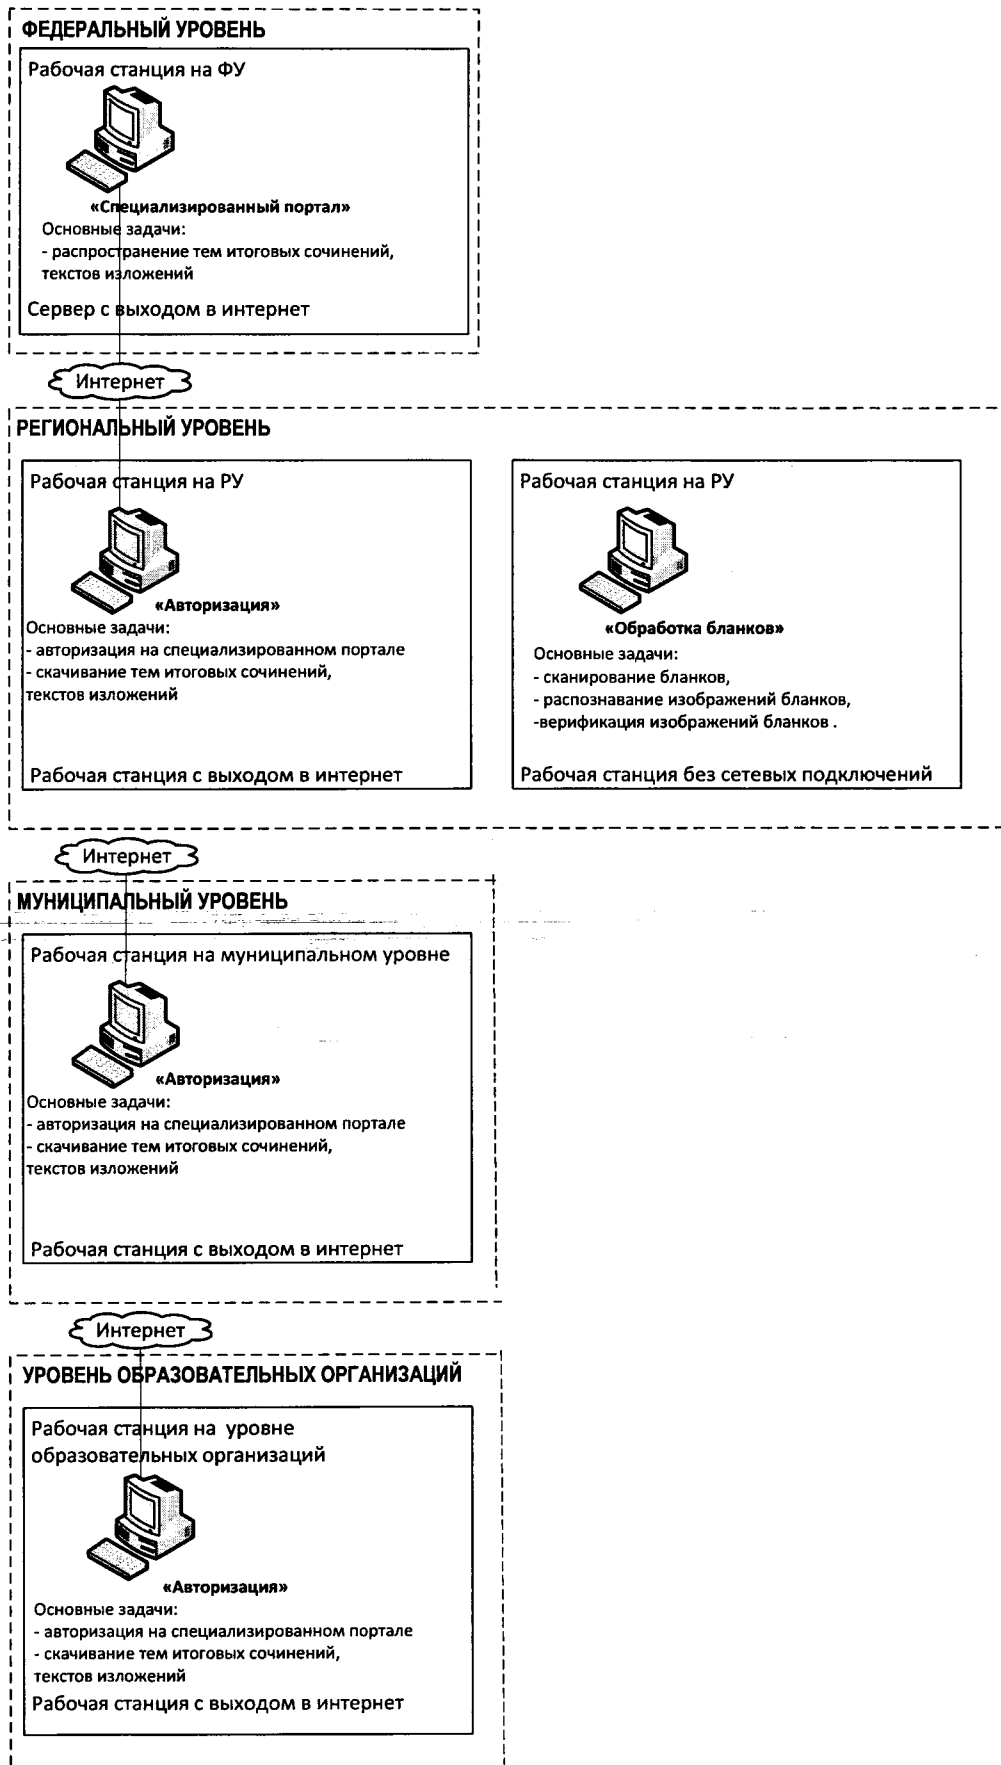 ФЕДЕРАЛЬНЫЙ УРОВЕНЬ
Рабочая станция на ФУ
«Специализированный портал»
Основные задачи:
- распространение тем итоговых сочинений,
текстов изложений
Сервер с выходом в интернет
Интернет
РЕГИОНАЛЬНЫЙ УРОВЕНЬ
Рабочая станция на РУ
«Авторизация»
Основные задачи:
- авторизация на специализированном портале
- скачивание тем итоговых сочинений,
текстов изложений
Рабочая станция с выходом в интернет
Рабочая станция на РУ
«Обработка бланков»
Основные задачи:
- сканирование бланков,
- распознавание изображений бланков,
-верификация изображений бланков .
Рабочая станция без сетевых подключений
Интернет
МУНИЦИПАЛЬНЫЙ УРОВЕНЬ
Рабочая станция на муниципальном уровне
«Авторизация»
Основные задачи:
- авторизация на специализированном портале
- скачивание тем итоговых сочинений,
текстов изложений
Рабочая станция с выходом в интернет
Интернет
УРОВЕНЬ ОБРАЗОВАТЕЛЬНЫХ ОРГАНИЗАЦИЙ
Рабочая станция на уровне
образовательных организаций
«Авторизация»
Основные задачи:
- авторизация на специализированном портале
- скачивание тем итоговых сочинений,
текстов изложений
Рабочая станция с выходом в интернет